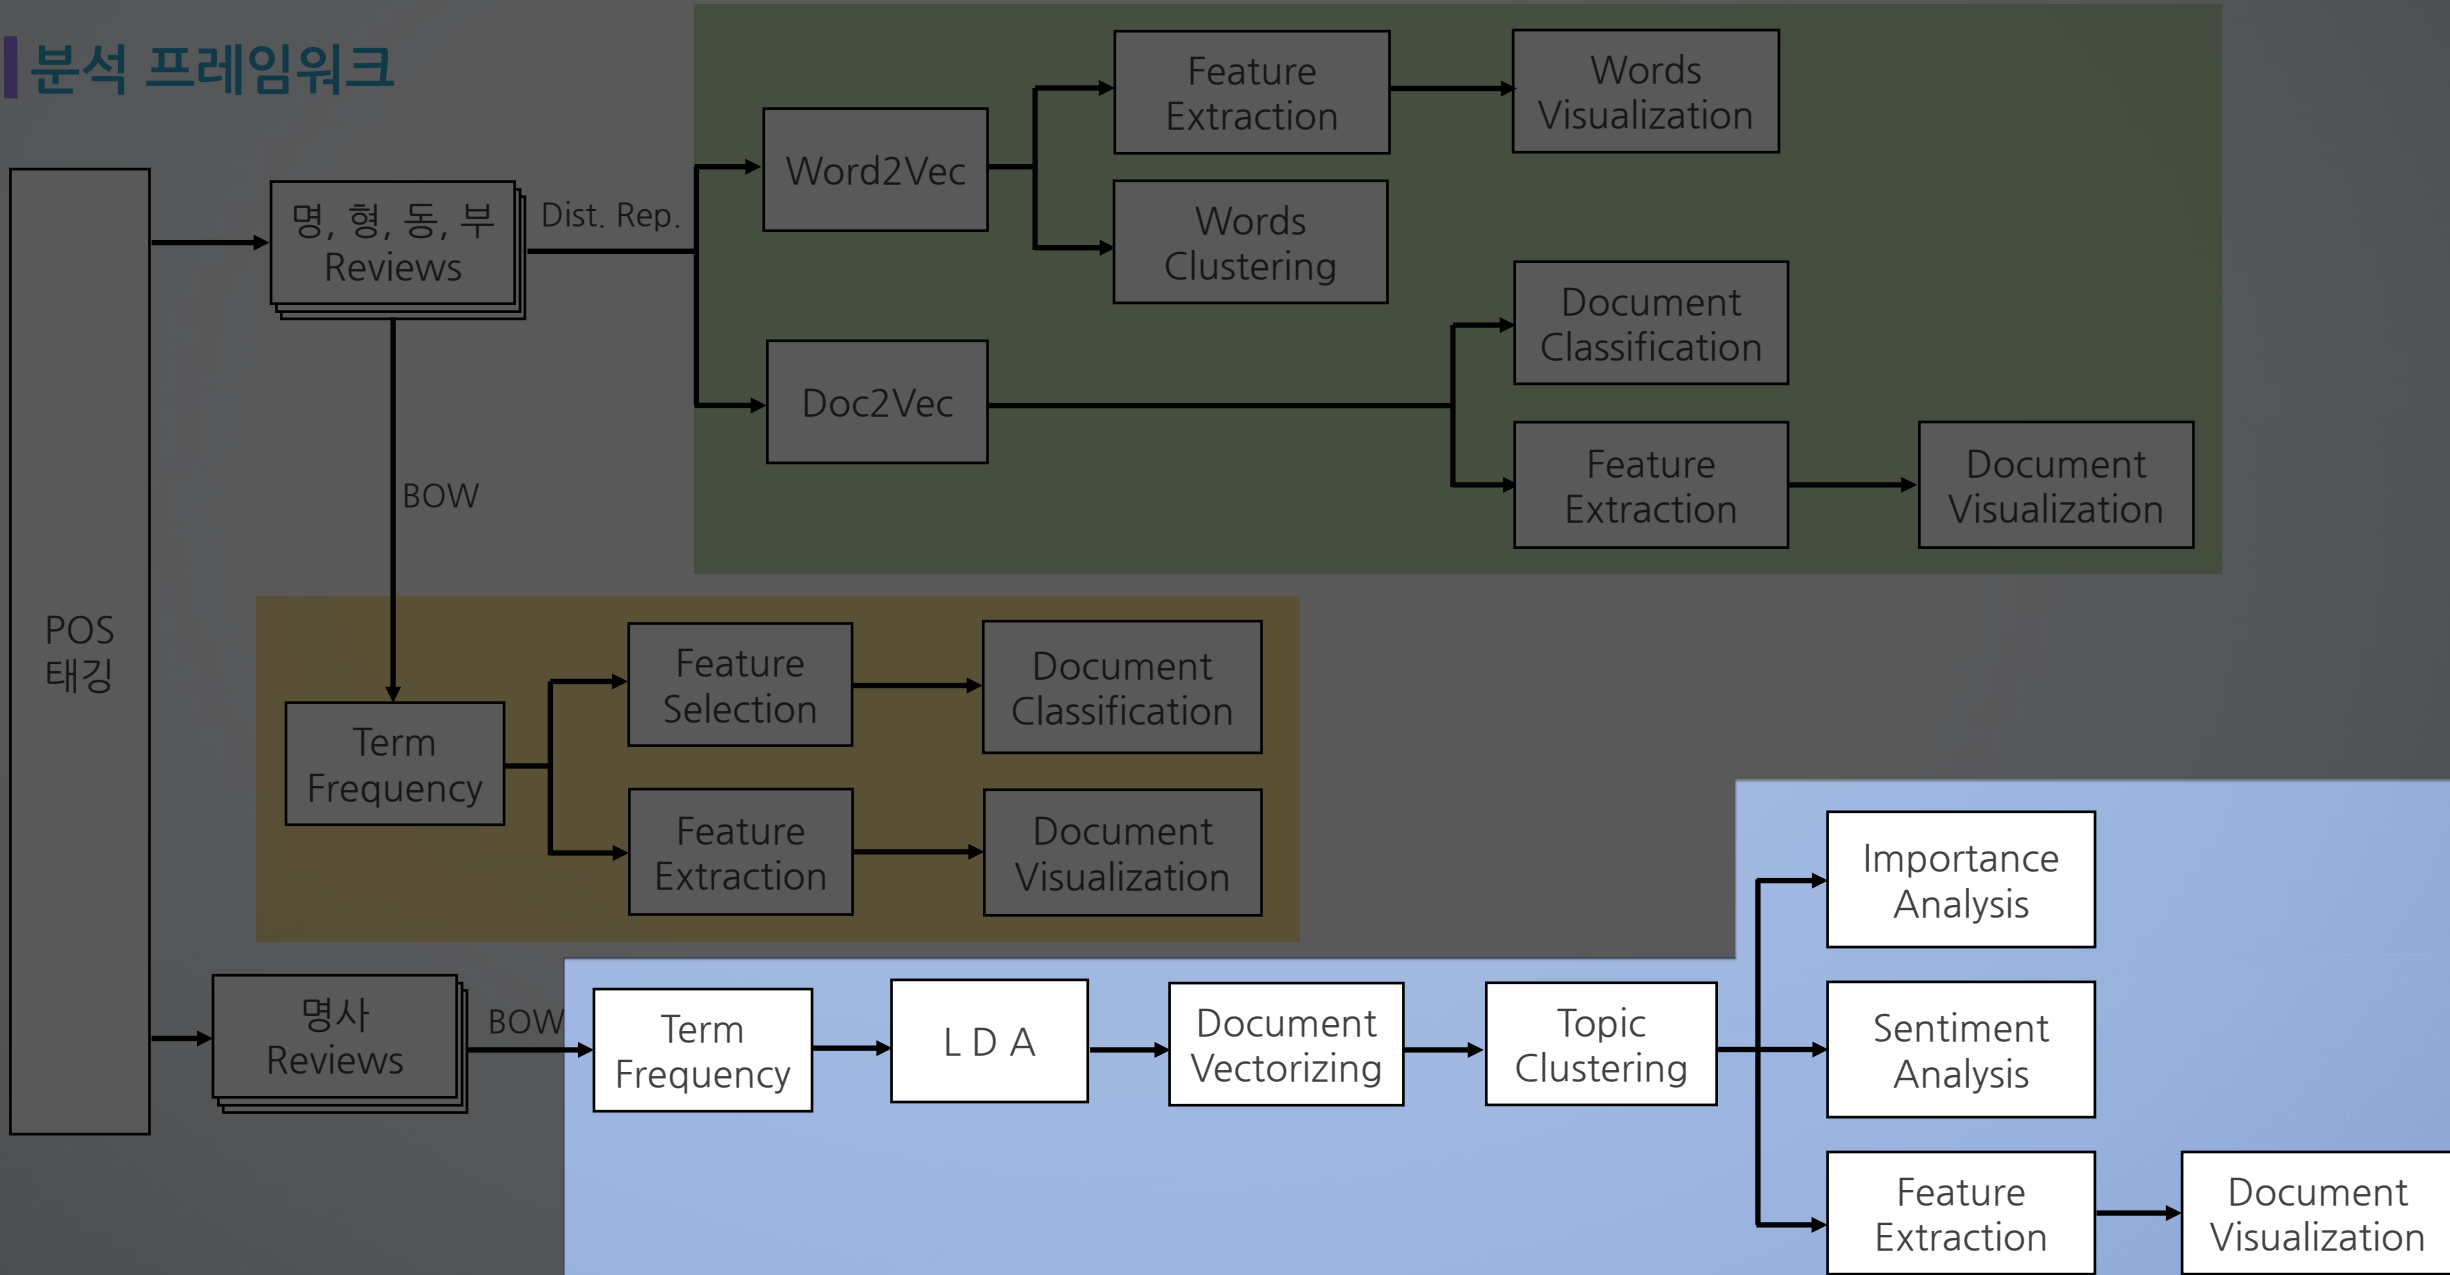 분석 프레임워크
POS
태깅
명, 형, 동, 부
Reviews
Dist. Rep.
BOW
Word2Vec
Feature
Extraction
Words
Visualization
Words
Clustering
Doc2Vec
Document
Classification
Feature
Extraction
Document
Visualization
Term
Frequency
Feature
Selection
Document
Classification
Feature
Extraction
Document
Visualization
명사
Reviews
BOW
Term
Frequency
L D A
Document
Vectorizing
Topic
Clustering
Importance
Analysis
Sentiment
Analysis
Feature
Extraction
Document
Visualization